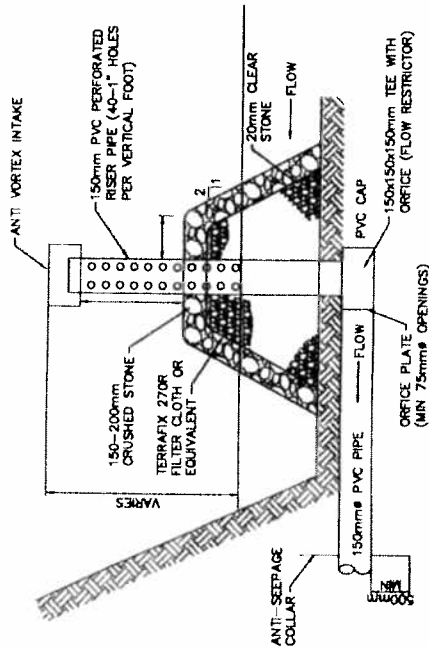 ANTI VORTEX INTAKE
150mm PVC PERFORATED
RISER PIPE (40-1" HOLES
PER VERTICAL FOOT)
150-200mm
CRUSHED STONE
TERRAFIX 270R
FILTER CLOTH OR
EQUIVALENT
VARIES
2
1
20mm CLEAR
STONE
FLOW
PVC CAP
150x150x150mm TEE WITH
ORFICE (FLOW RESTRICTOR)
FLOW
ORFICE PLATE
(MIN 75mmø OPENINGS)
150mmø PVC PIPE
ANTI-SEEPAGE
COLLAR
500mm
MIN